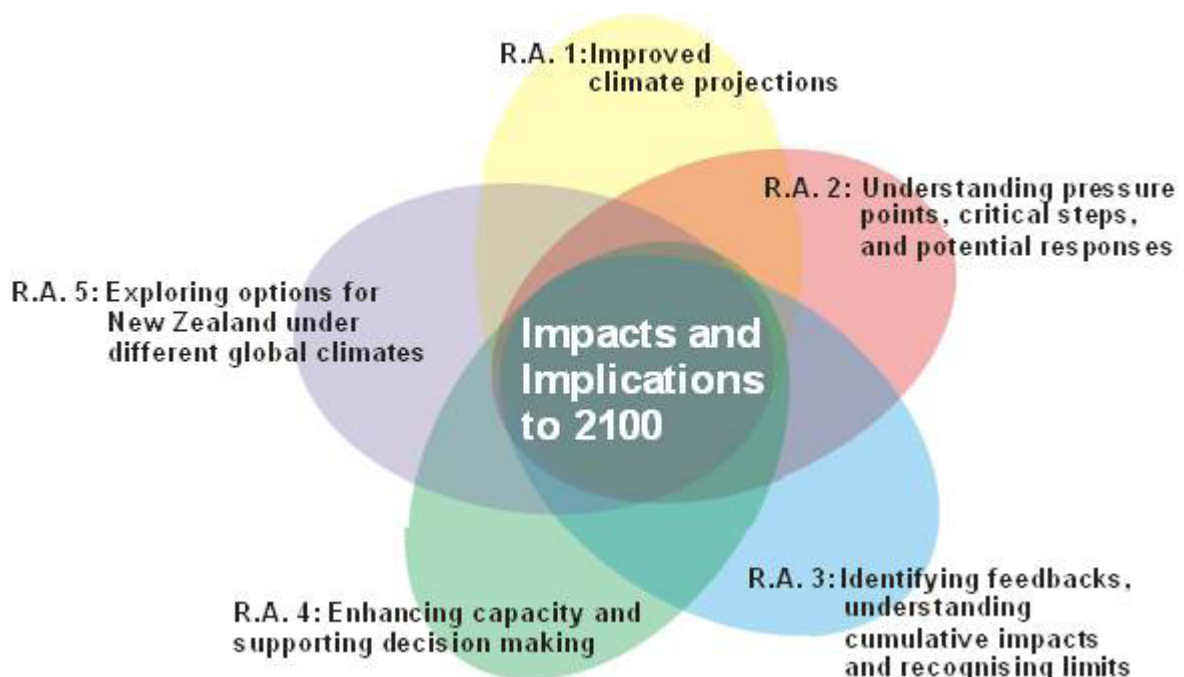 R.A. 1: Improved
climate projections
R.A. 2: Understanding pressure
points, critical steps,
and potential responses
R.A. 5: Exploring options for
New Zealand under
different global climates
Impacts and
Implications
to 2100
R.A. 3: Identifying feedbacks,
understanding
cumulative impacts
and recognising limits
R.A. 4: Enhancing capacity and
supporting decision making